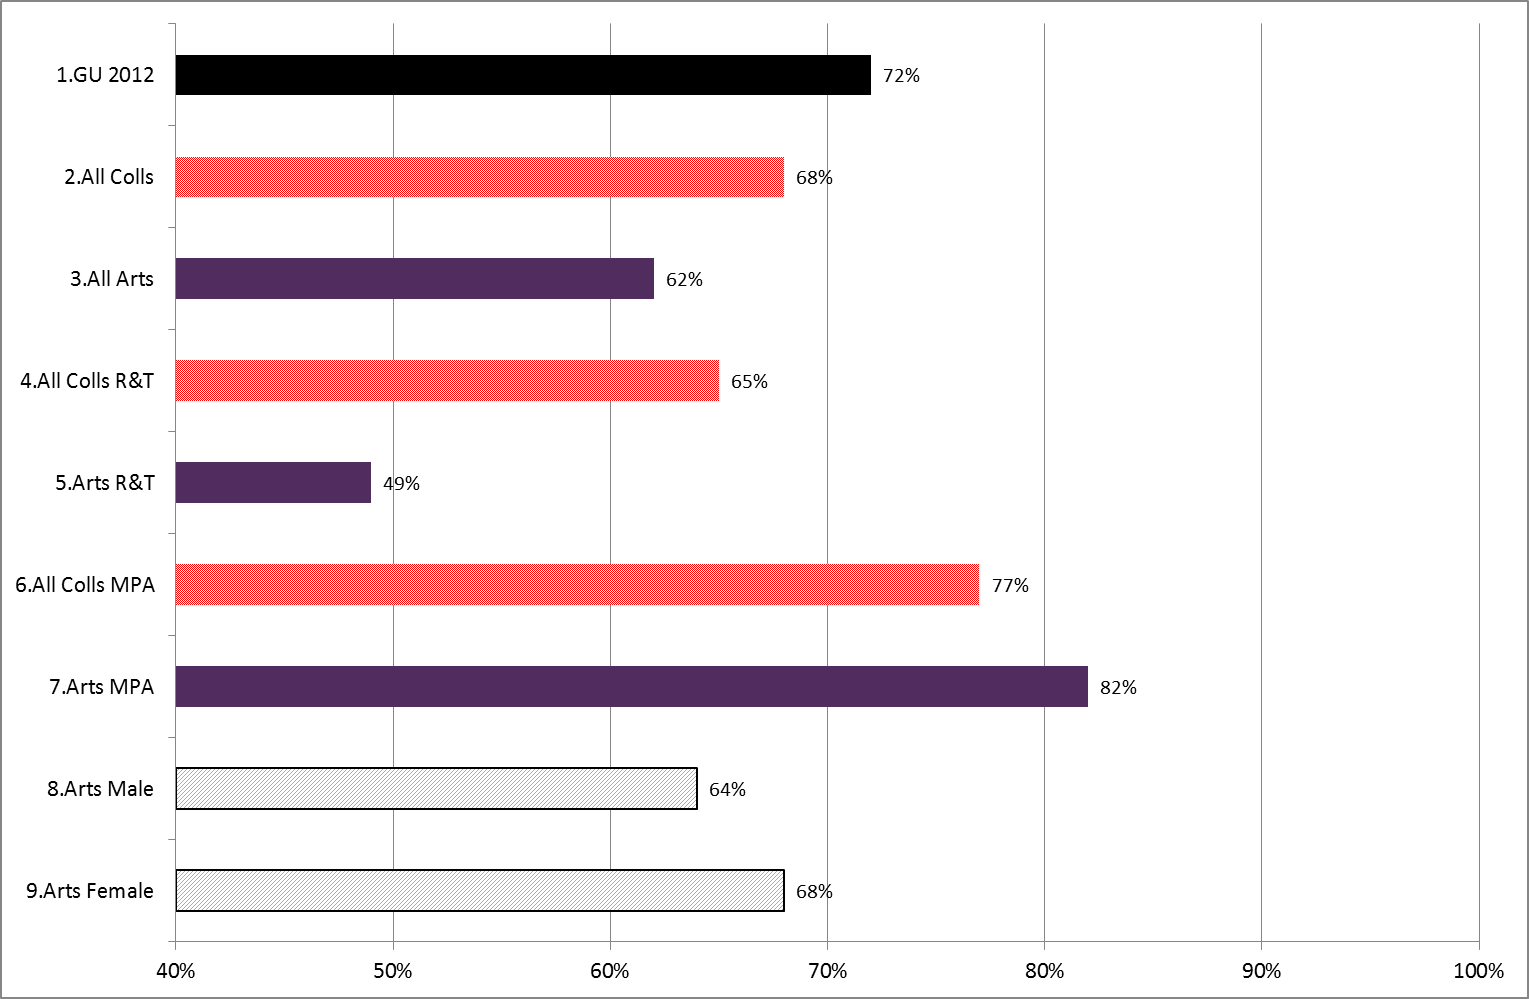 1.GU 2012 72%
2.All Colls 68%
3.All Arts 62%
4.All Colls R&T 65%
5.Arts R&T 49%
6.All Colls MPA 77%
7.Arts MPA 82%
8.Arts Male 64%
9.Arts Female 68%
40% 50% 60% 70% 80% 90% 100%